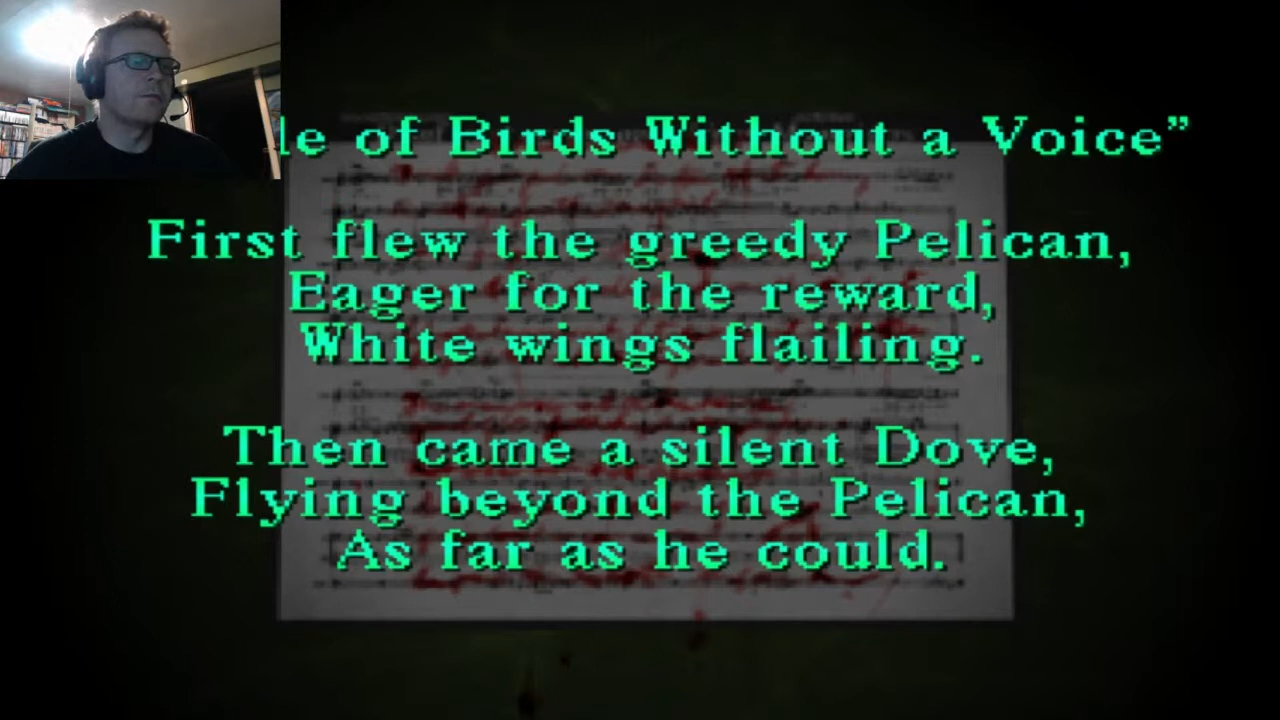 le of Birds Without a Voice”
First flew the greedy Pelican,
Eager for the reward,
White wings flailing.
Then came a silent Dove,
Flying beyond the Pelican,
As far as he could.